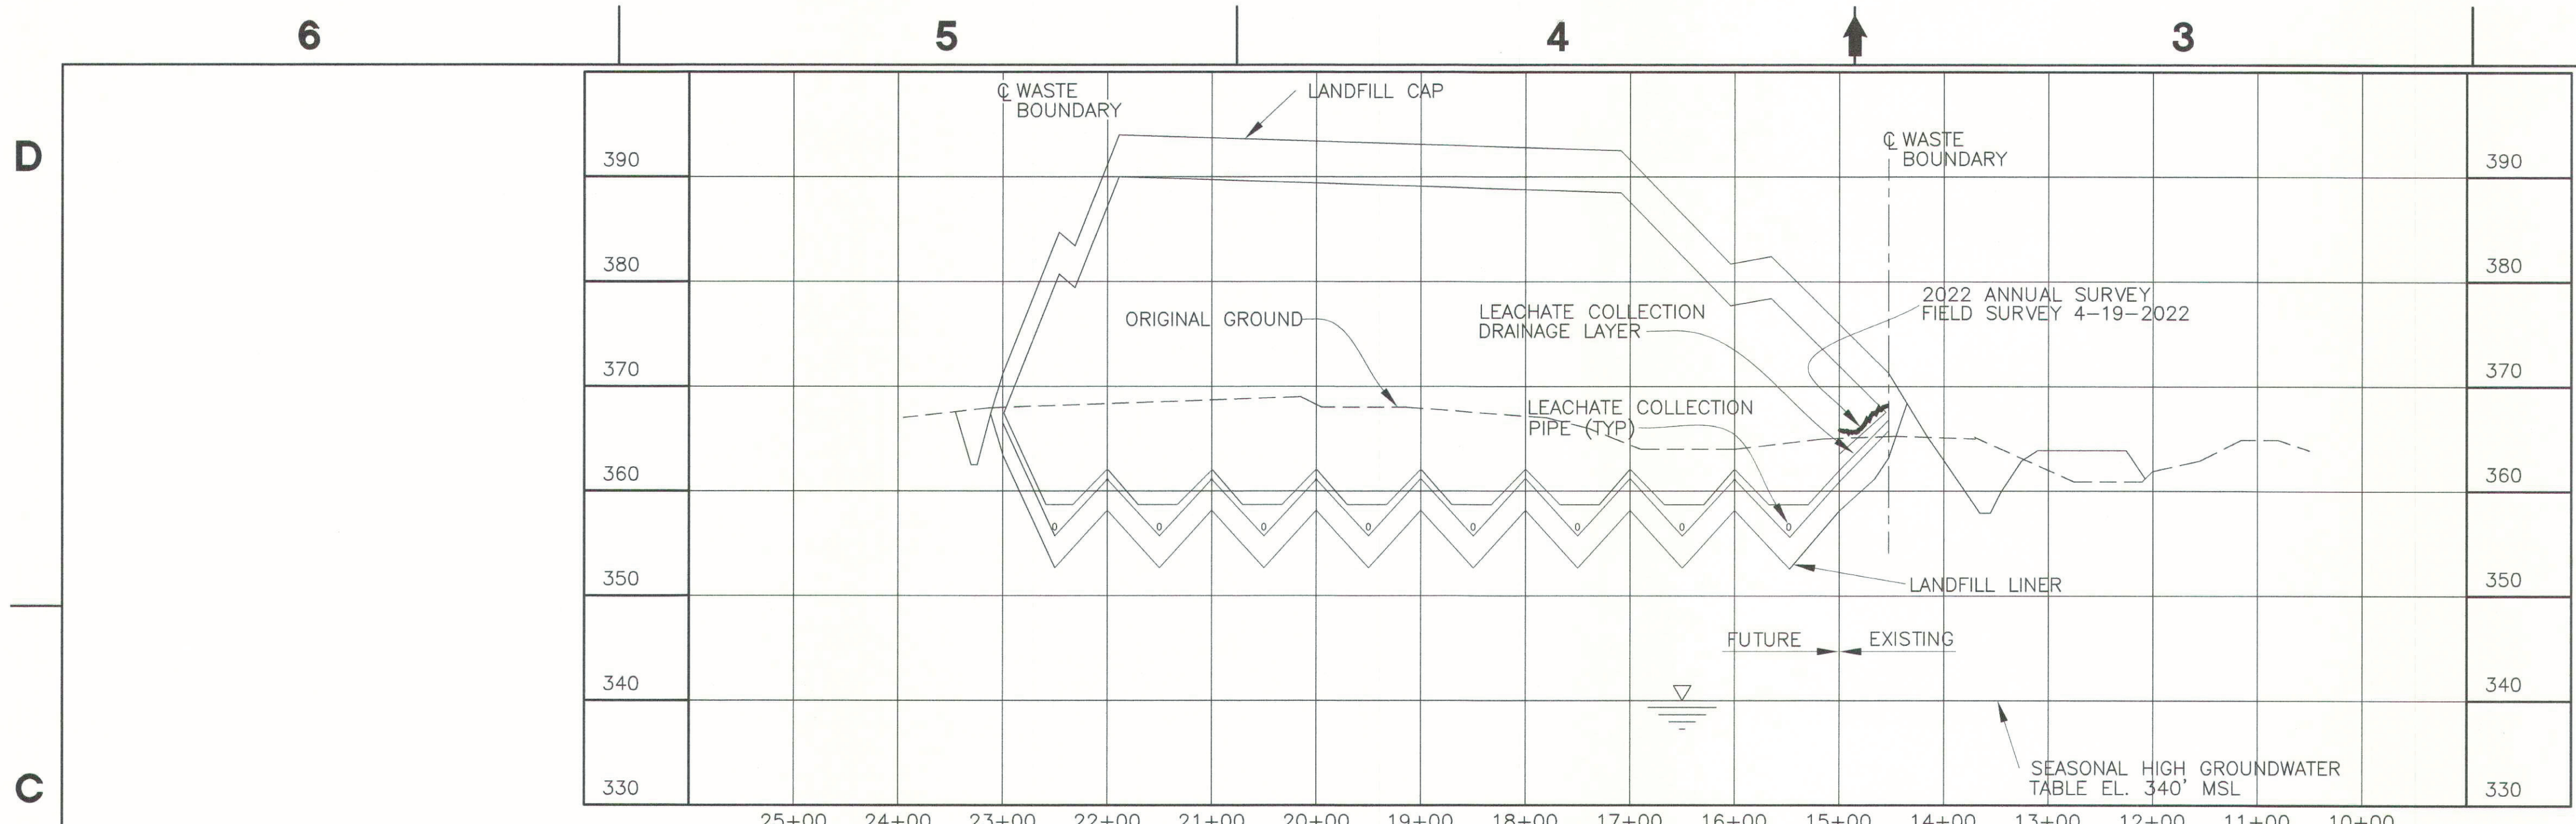 6 5 4 3
D
C
℄ WASTE
BOUNDARY
LANDFILL CAP
℄ WASTE
BOUNDARY
390 390
380 380
2022 ANNUAL SURVEY
FIELD SURVEY 4-19-2022
ORIGINAL GROUND
LEACHATE COLLECTION
DRAINAGE LAYER
370 370
LEACHATE COLLECTION
PIPE (TYP)
360 360
350 350
LANDFILL LINER
FUTURE EXISTING
340 340
SEASONAL HIGH GROUNDWATER
TABLE EL. 340' MSL
330 330
25+00 24+00 23+00 22+00 21+00 20+00 19+00 18+00 17+00 16+00 15+00 14+00 13+00 12+00 11+00 10+00